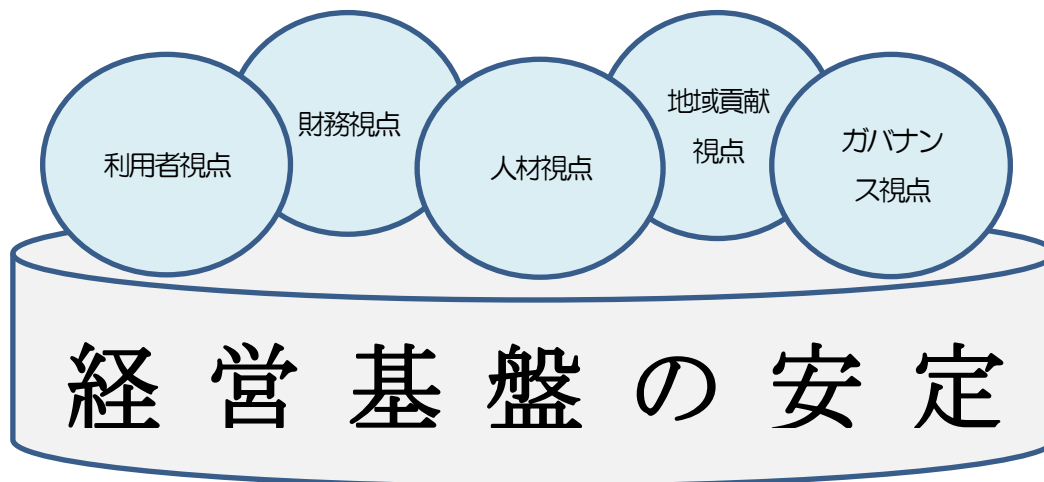 利用者視点
財務視点
人材視点
地域貢献
視点
ガバナン
ス視点
経営基盤の安定